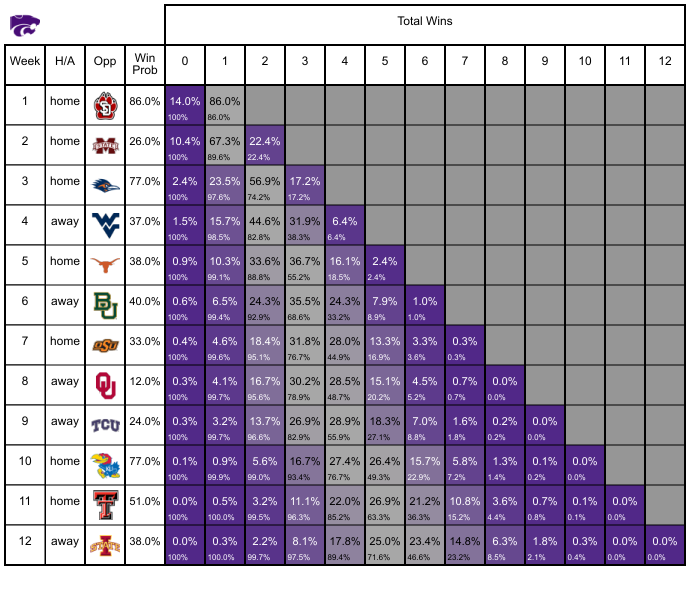 Total Wins
Week H/A Opp Win Prob 0 1 2 3 4 5 6 7 8 9 10 11 12
1 home 86.0% 14.0% 86.0%
100% 86.0%
2 home 26.0% 10.4% 67.3% 22.4%
100% 89.6% 22.4%
3 home 77.0% 2.4% 23.5% 56.9% 17.2%
100% 97.6% 74.2% 17.2%
4 away 37.0% 1.5% 15.7% 44.6% 31.9% 6.4%
100% 98.5% 82.8% 38.3% 6.4%
5 home 38.0% 0.9% 10.3% 33.6% 36.7% 16.1% 2.4%
100% 99.1% 88.8% 55.2% 18.5% 2.4%
6 away BU 40.0% 0.6% 6.5% 24.3% 35.5% 24.3% 7.9% 1.0%
100% 99.4% 92.9% 68.6% 33.2% 8.9% 1.0%
7 home OSU 33.0% 0.4% 4.6% 18.4% 31.8% 28.0% 13.3% 3.3% 0.3%
100% 99.6% 95.1% 76.7% 44.9% 16.9% 3.6% 0.3%
8 away OU 12.0% 0.3% 4.1% 16.7% 30.2% 28.5% 15.1% 4.5% 0.7% 0.0%
100% 99.7% 95.6% 78.9% 48.7% 20.2% 5.2% 0.7% 0.0%
9 away TCU 24.0% 0.3% 3.2% 13.7% 26.9% 28.9% 18.3% 7.0% 1.6% 0.2% 0.0%
100% 99.7% 96.6% 82.9% 55.9% 27.1% 8.8% 1.8% 0.2% 0.0%
10 home 77.0% 0.1% 0.9% 5.6% 16.7% 27.4% 26.4% 15.7% 5.8% 1.3% 0.1% 0.0%
100% 99.9% 99.0% 93.4% 76.7% 49.3% 22.9% 7.2% 1.4% 0.2% 0.0%
11 home 51.0% 0.0% 0.5% 3.2% 11.1% 22.0% 26.9% 21.2% 10.8% 3.6% 0.7% 0.1% 0.0%
100% 100.0% 99.5% 96.3% 85.2% 63.3% 36.3% 15.2% 4.4% 0.8% 0.1% 0.0%
12 away 38.0% 0.0% 0.3% 2.2% 8.1% 17.8% 25.0% 23.4% 14.8% 6.3% 1.8% 0.3% 0.0% 0.0%
100% 100.0% 99.7% 97.5% 89.4% 71.6% 46.6% 23.2% 8.5% 2.1% 0.4% 0.0% 0.0%